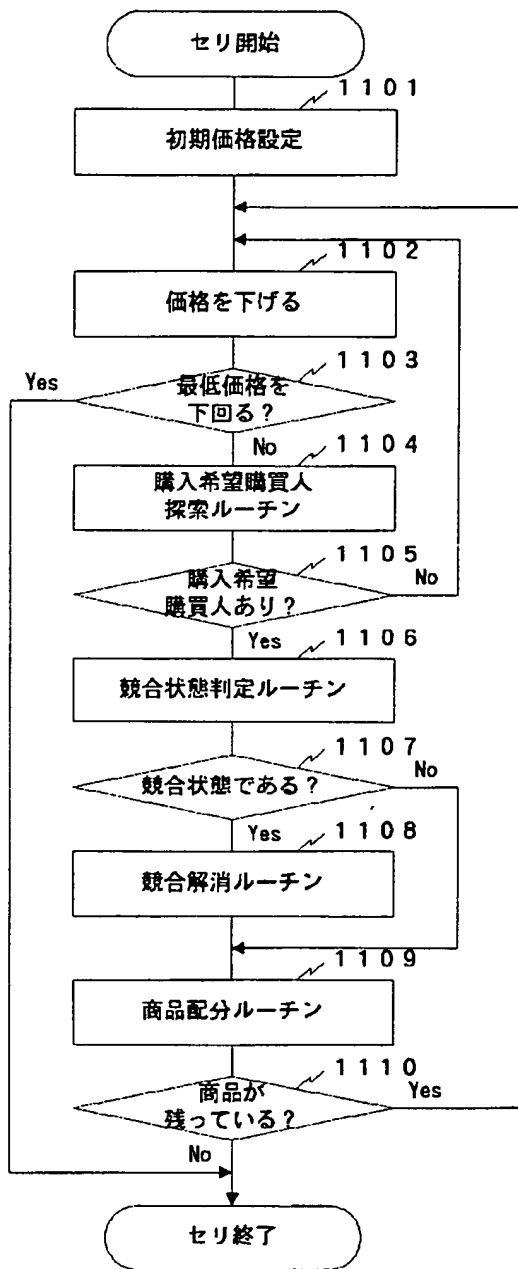 セリ開始
1101
初期価格設定
1102
価格を下げる
1103
Yes
最低価格を
下回る？
No
1104
購入希望購買人
探索ルーチン
1105
購入希望
購買人あり？
No
Yes
1106
競合状態判定ルーチン
1107
競合状態である？
No
Yes
1108
競合解消ルーチン
1109
商品配分ルーチン
1110
商品が
残っている？
Yes
No
セリ終了